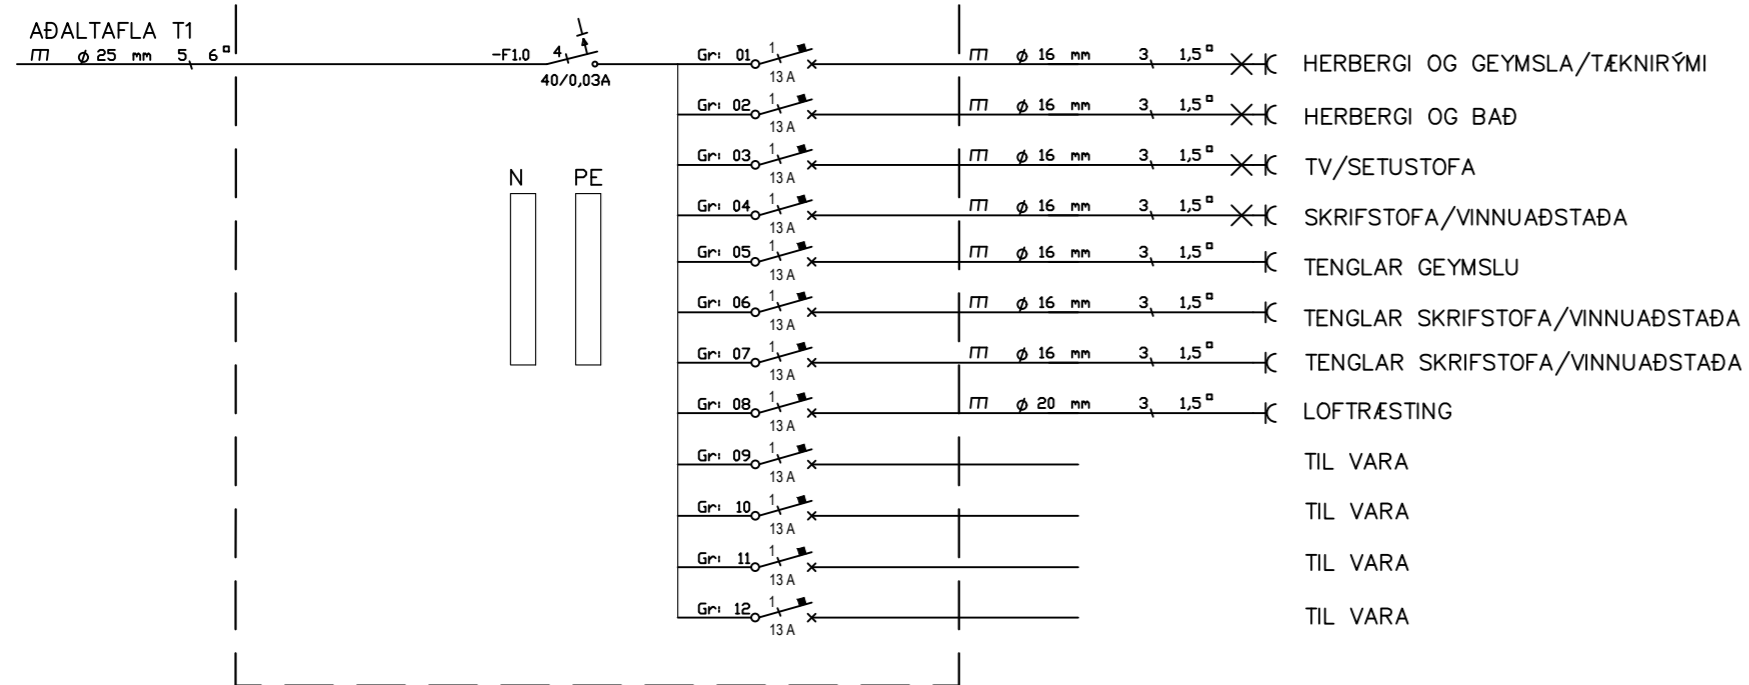 AÐALTAFLA T1
ϕ 25 mm 5 6
-F1.0 4
40/0,03A
N PE
Gr: 01 1 13 A ϕ 16 mm 3 1,5 HERBERGI OG GEYMSLA/TÆKNIRÝMI
Gr: 02 1 13 A ϕ 16 mm 3 1,5 HERBERGI OG BAÐ
Gr: 03 1 13 A ϕ 16 mm 3 1,5 TV/SETUSTOFA
Gr: 04 1 13 A ϕ 16 mm 3 1,5 SKRIFSTOFA/VINNUAÐSTAÐA
Gr: 05 1 13 A ϕ 16 mm 3 1,5 TENGLAR GEYMSLU
Gr: 06 1 13 A ϕ 16 mm 3 1,5 TENGLAR SKRIFSTOFA/VINNUAÐSTAÐA
Gr: 07 1 13 A ϕ 16 mm 3 1,5 TENGLAR SKRIFSTOFA/VINNUAÐSTAÐA
Gr: 08 1 13 A ϕ 20 mm 3 1,5 LOFTRÆSTING
Gr: 09 1 13 A TIL VARA
Gr: 10 1 13 A TIL VARA
Gr: 11 1 13 A TIL VARA
Gr: 12 1 13 A TIL VARA